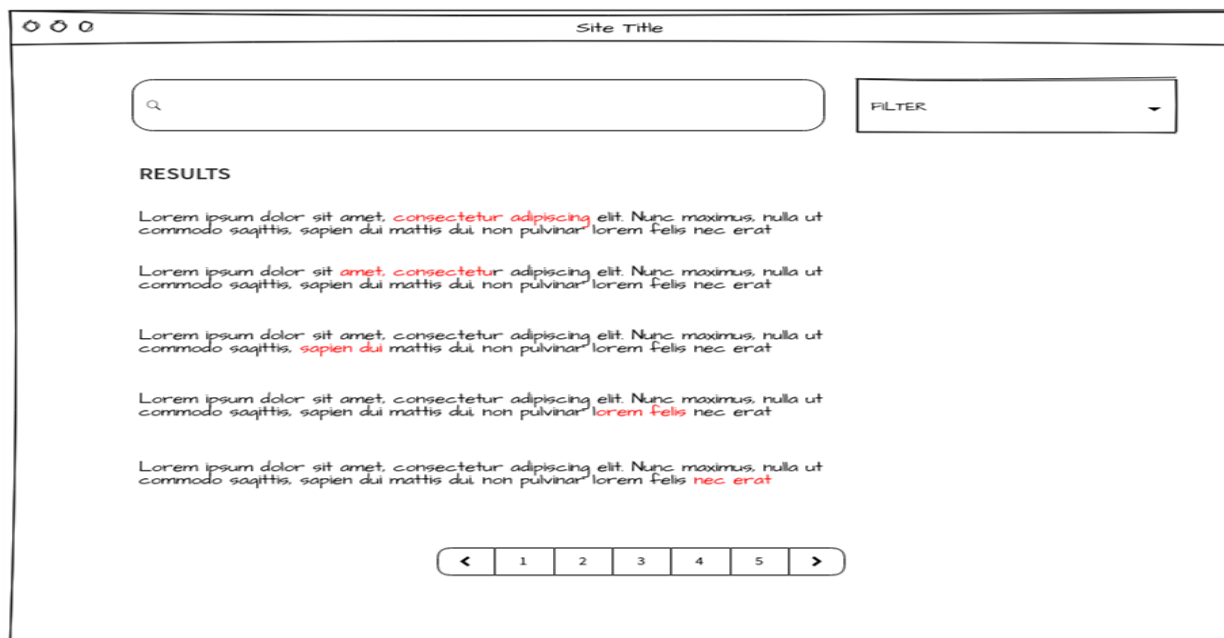 Site Title
FILTER
RESULTS
Lorem ipsum dolor sit amet, consectetur adipiscing elit. Nunc maximus, nulla ut
commodo sagittis, sapien dui mattis dui, non pulvinar lorem felis nec erat
Lorem ipsum dolor sit amet, consectetur adipiscing elit. Nunc maximus, nulla ut
commodo sagittis, sapien dui mattis dui, non pulvinar lorem felis nec erat
Lorem ipsum dolor sit amet, consectetur adipiscing elit. Nunc maximus, nulla ut
commodo sagittis, sapien dui mattis dui, non pulvinar lorem felis nec erat
Lorem ipsum dolor sit amet, consectetur adipiscing elit. Nunc maximus, nulla ut
commodo sagittis, sapien dui mattis dui, non pulvinar lorem felis nec erat
Lorem ipsum dolor sit amet, consectetur adipiscing elit. Nunc maximus, nulla ut
commodo sagittis, sapien dui mattis dui, non pulvinar lorem felis nec erat
< 1 2 3 4 5 >